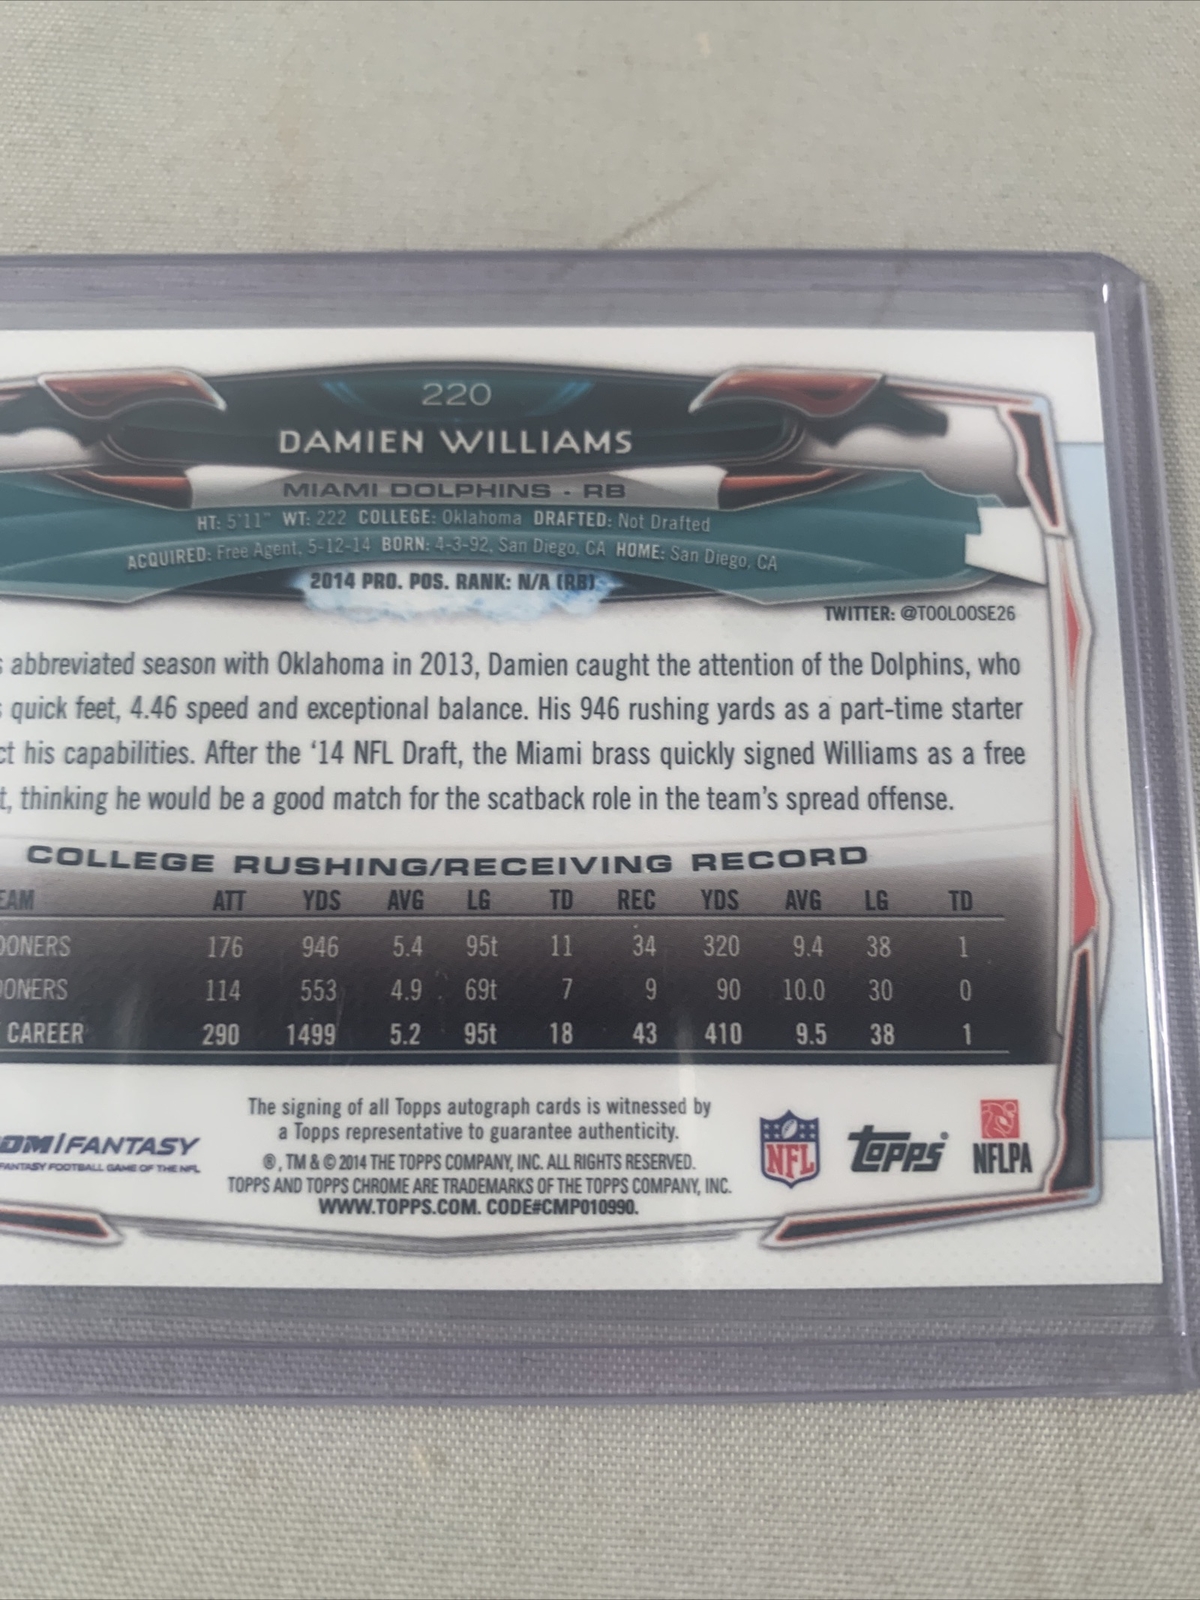 220
DAMIEN WILLIAMS
MIAMI DOLPHINS - RB
HT: 5'11" WT: 222 COLLEGE: Oklahoma DRAFTED: Not Drafted
ACQUIRED: Free Agent, 5-12-14 BORN: 4-3-92, San Diego, CA HOME: San Diego, CA
2014 PRO. POS. RANK: N/A (RB)
TWITTER: @TOOLOOSE26
abbreviated season with Oklahoma in 2013, Damien caught the attention of the Dolphins, who
quick feet, 4.46 speed and exceptional balance. His 946 rushing yards as a part-time starter
his capabilities. After the '14 NFL Draft, the Miami brass quickly signed Williams as a free
thinking he would be a good match for the scatback role in the team's spread offense.
COLLEGE RUSHING/RECEIVING RECORD
EAM ATT YDS AVG LG TD REC YDS AVG LG TD
OONERS 176 946 5.4 95t 11 34 320 9.4 38 1
OONERS 114 553 4.9 69t 7 9 90 10.0 30 0
CAREER 290 1499 5.2 95t 18 43 410 9.5 38 1
The signing of all Topps autograph cards is witnessed by
a Topps representative to guarantee authenticity.
®, TM & © 2014 THE TOPPS COMPANY, INC. ALL RIGHTS RESERVED.
TOPPS AND TOPPS CHROME ARE TRADEMARKS OF THE TOPPS COMPANY, INC.
WWW.TOPPS.COM. CODE#CMP010990.
OM/FANTASY
FANTASY FOOTBALL GAME OF THE NFL
NFL
Topps
NFLPA